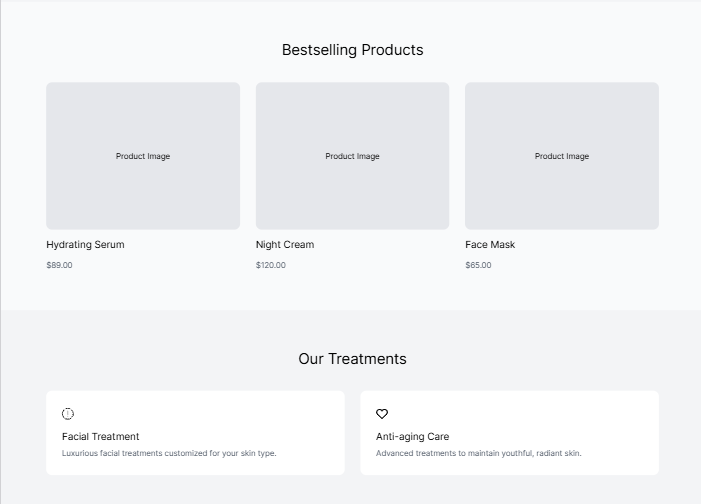 Bestselling Products
Product Image
Product Image
Product Image
Hydrating Serum
Night Cream
Face Mask
$89.00
$120.00
$65.00
Our Treatments
Facial Treatment
Anti-aging Care
Luxurious facial treatments customized for your skin type.
Advanced treatments to maintain youthful, radiant skin.